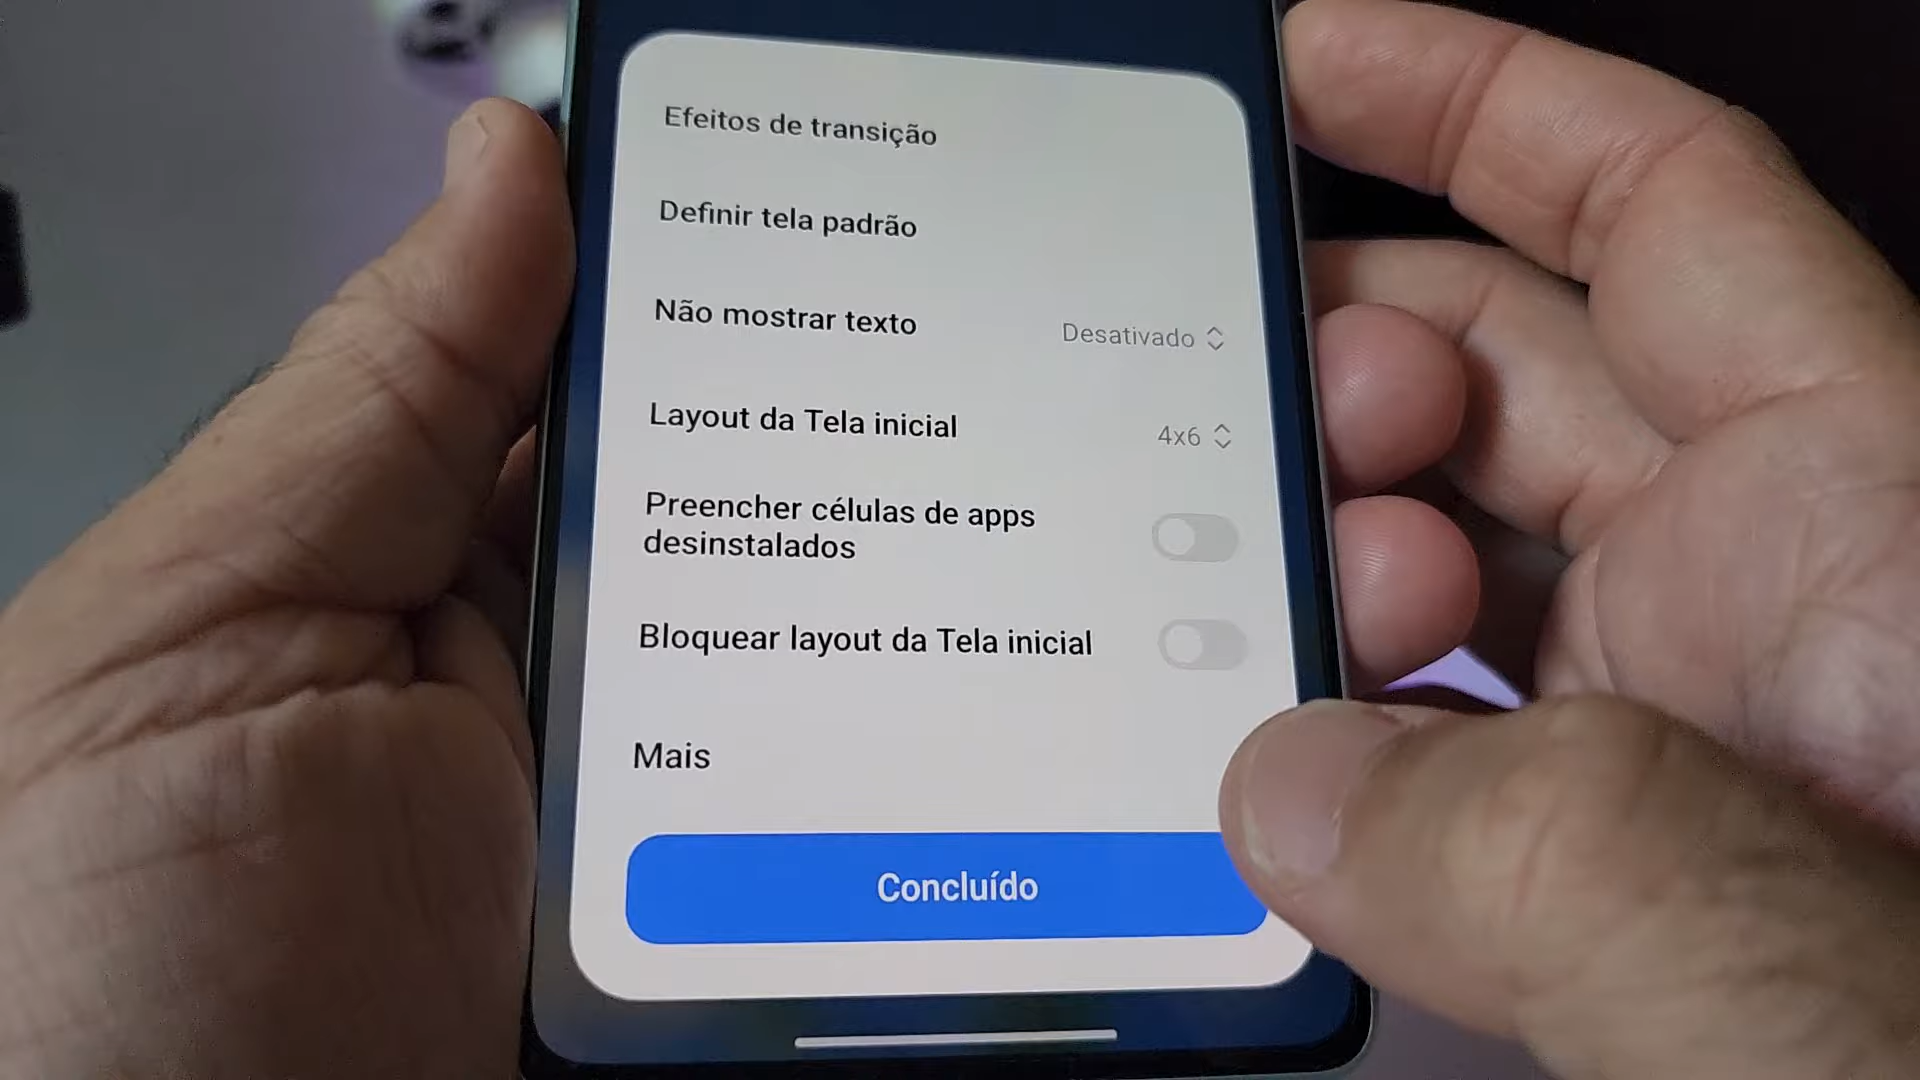 Efeitos de transição
Definir tela padrão
Não mostrar texto
Desativado
Layout da Tela inicial
4x6
Preencher células de apps
desinstalados
Bloquear layout da Tela inicial
Mais
Concluído